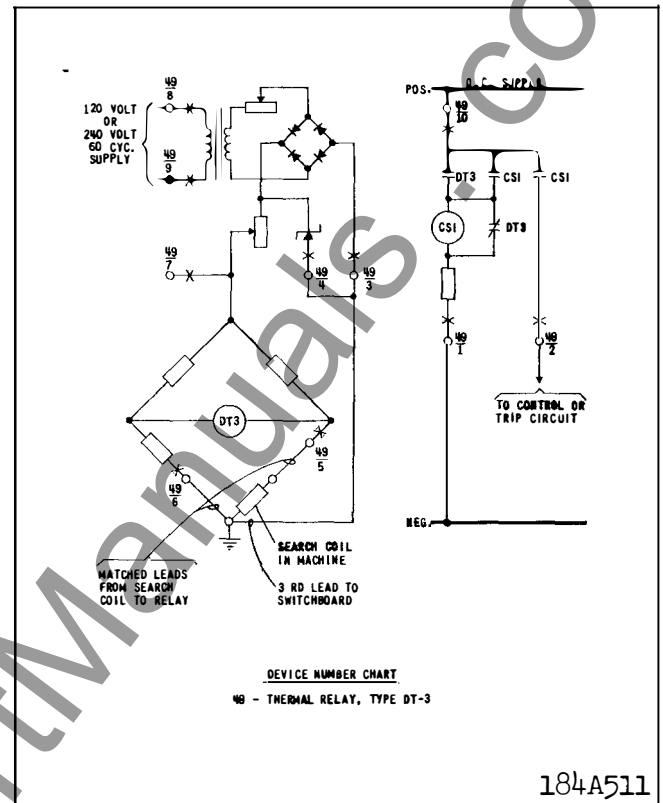 49
8
120 VOLT
OR
240 VOLT
60 CYC.
SUPPLY
49
9
49
7
49
4
49
3
DT3
49
5
49
6
SEARCH COIL
IN MACHINE
MATCHED LEADS
FROM SEARCH
COIL TO RELAY
3 RD LEAD TO
SWITCHBOARD
D.C. SUPPLY
POS.
49
10
DT3
CS1
CS1
CS1
DT3
49
1
49
2
TO CONTROL OR
TRIP CIRCUIT
NEG.
DEVICE NUMBER CHART
49 - THERMAL RELAY, TYPE DT-3
184A511
tManuals.co